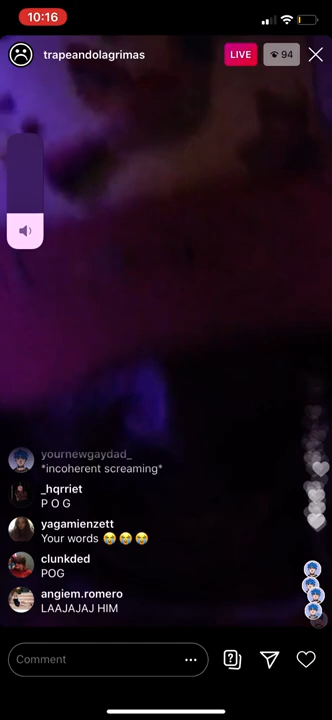 10:16
trapeandolagrimas
LIVE
94
yournewgaydad_
*incoherent screaming*
_hqrriet
P O G
yagamienzett
Your words 😭😭😭
clunkded
POG
angiem.romero
LAAJAJAJ HIM
Comment